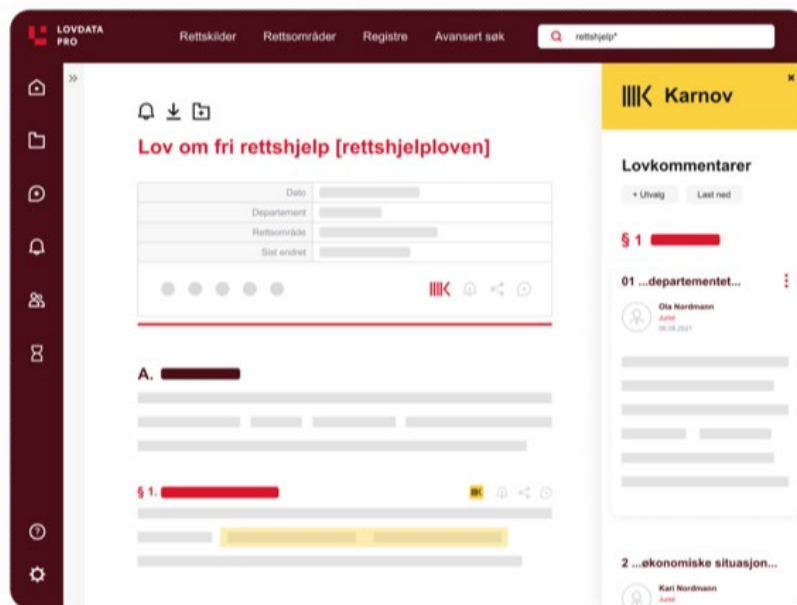 LOVDATA
PRO
Rettskilder Rettsområder Registre Avansert søk
rettshjelp*
Karnov
Lov om fri rettshjelp [rettshjelploven]
Dato
Departement
Rettsområde
Sist endret
A.
§ 1.
Lovkommentarer
+ Utvalg Last ned
§ 1
01 ...departementet...
Ola Nordmann
Jurist
06.08.2021
2 ...økonomiske situasjon...
Kari Nordmann
Jurist